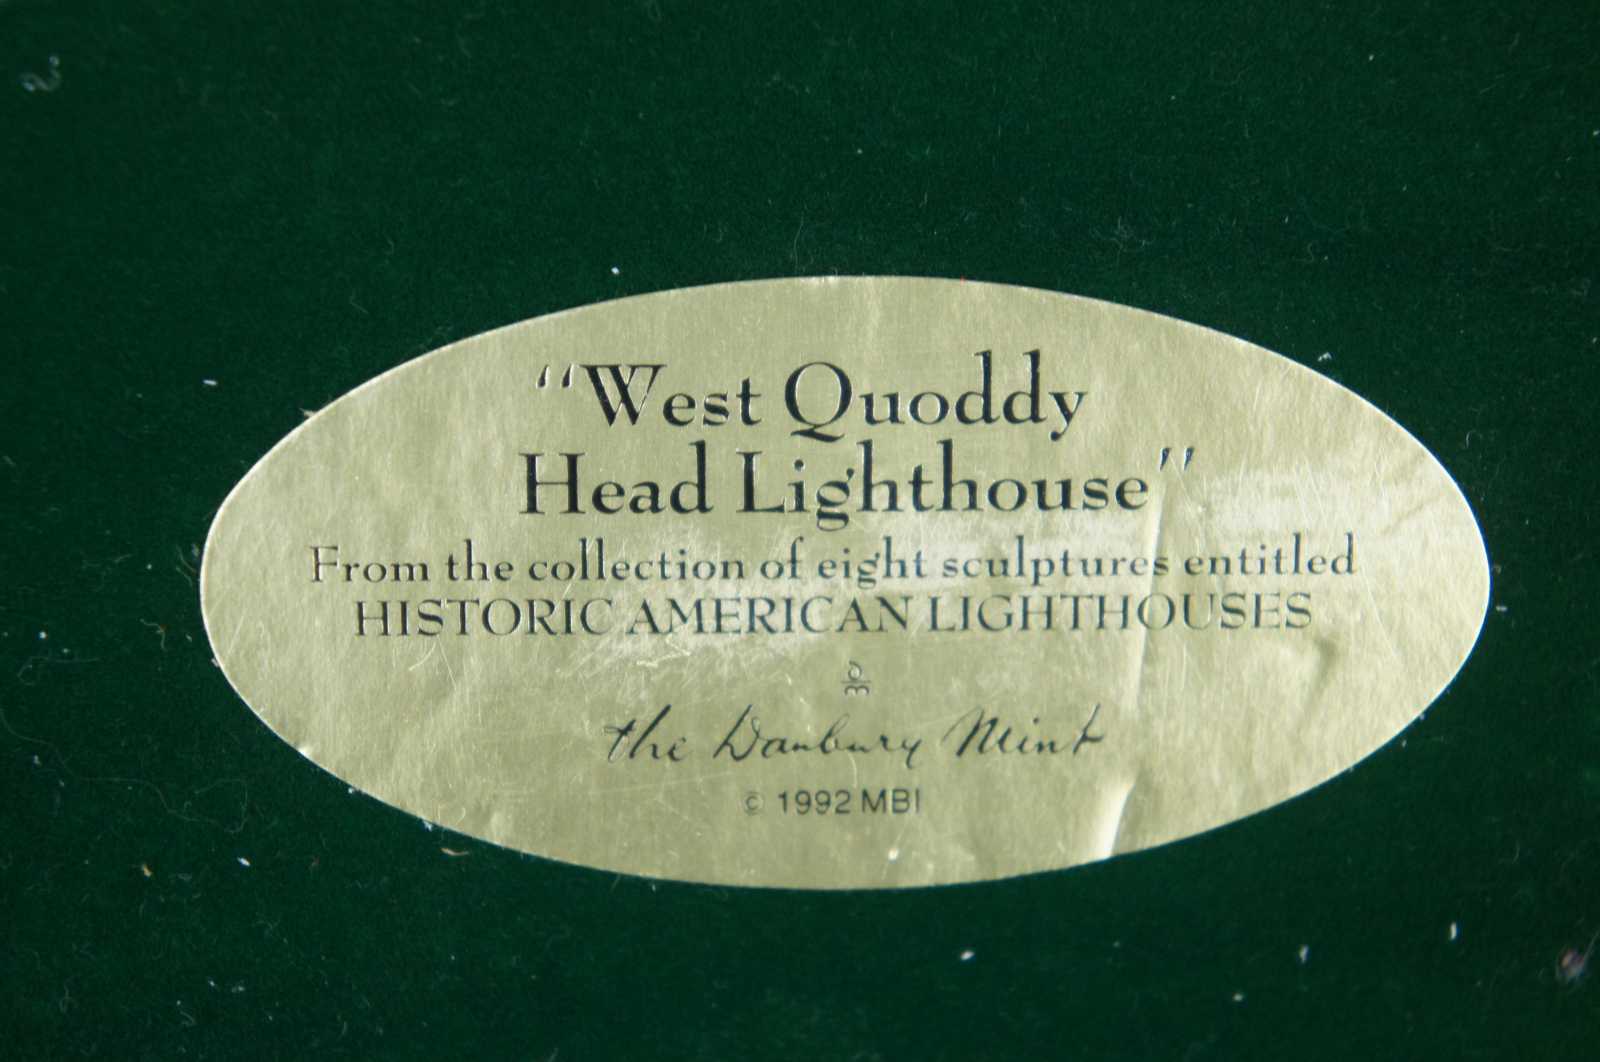 "West Quoddy
Head Lighthouse"
From the collection of eight sculptures entitled
HISTORIC AMERICAN LIGHTHOUSES
the Danbury Mint
© 1992 MBI